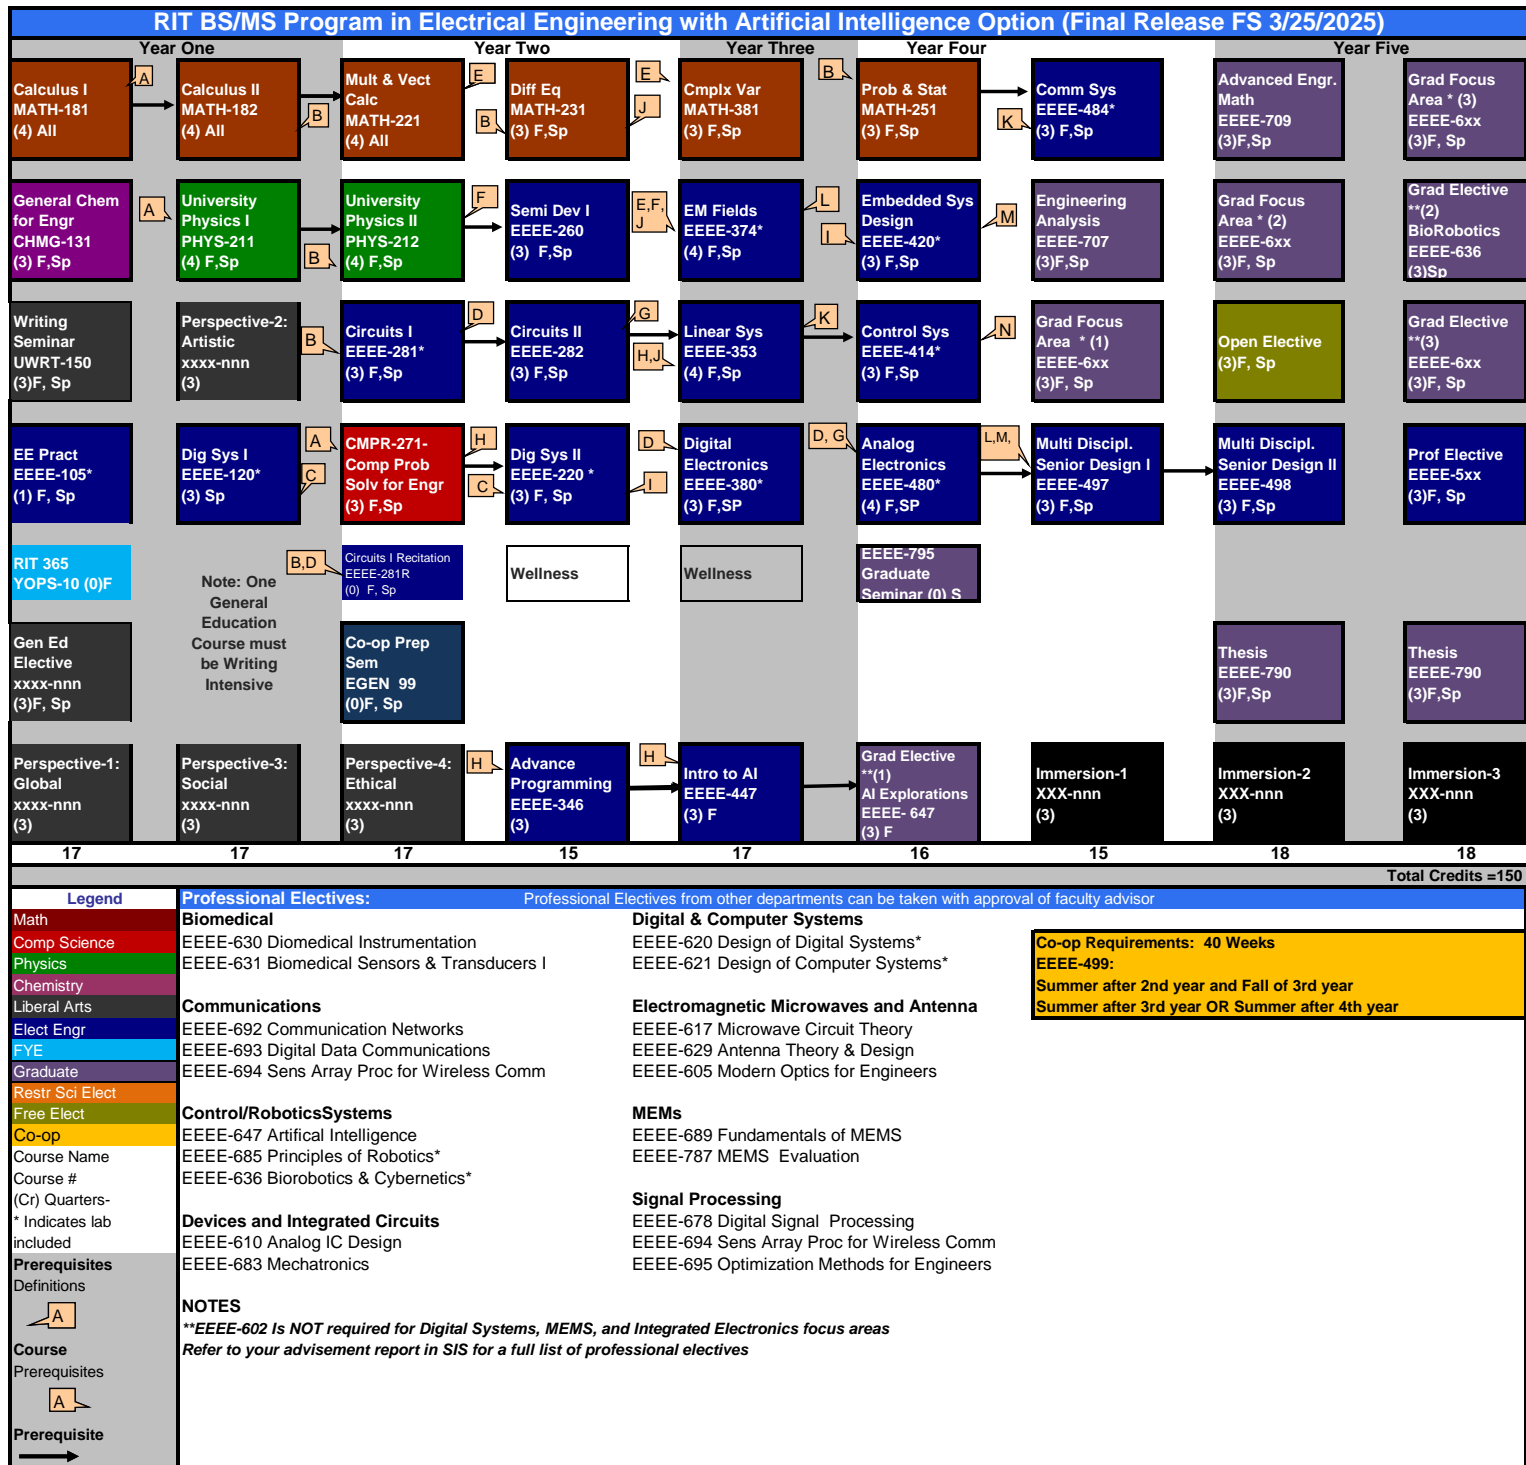 RIT BS/MS Program in Electrical Engineering with Artificial Intelligence Option (Final Release FS 3/25/2025)
Year One
Year Two
Year Three
Year Four
Year Five
Calculus I
MATH-181
(4) All
A
Calculus II
MATH-182
(4) All
B
Mult & Vect
Calc
MATH-221
(4) All
E
B
Diff Eq
MATH-231
(3) F,Sp
E
J
Cmplx Var
MATH-381
(3) F,Sp
B
Prob & Stat
MATH-251
(3) F,Sp
K
Comm Sys
EEEE-484*
(3) F,Sp
Advanced Engr.
Math
EEEE-709
(3)F,Sp
Grad Focus
Area * (3)
EEEE-6xx
(3)F, Sp
General Chem
for Engr
CHMG-131
(3) F,Sp
A
University
Physics I
PHYS-211
(4) F,Sp
B
University
Physics II
PHYS-212
(4) F,Sp
F
Semi Dev I
EEEE-260
(3) F,Sp
E,F,
J
EM Fields
EEEE-374*
(4) F,Sp
L
I
Embedded Sys
Design
EEEE-420*
(3) F,Sp
M
Engineering
Analysis
EEEE-707
(3)F,Sp
Grad Focus
Area * (2)
EEEE-6xx
(3)F, Sp
Grad Elective
**(2)
BioRobotics
EEEE-636
(3)Sp
Writing
Seminar
UWRT-150
(3)F, Sp
Perspective-2:
Artistic
xxxx-nnn
(3)
B
Circuits I
EEEE-281*
(3) F,Sp
D
Circuits II
EEEE-282
(3) F,Sp
G
H,J
Linear Sys
EEEE-353
(4) F,Sp
K
Control Sys
EEEE-414*
(3) F,Sp
N
Grad Focus
Area * (1)
EEEE-6xx
(3)F, Sp
Open Elective
(3)F, Sp
Grad Elective
**(3)
EEEE-6xx
(3)F, Sp
EE Pract
EEEE-105*
(1) F, Sp
Dig Sys I
EEEE-120*
(3) Sp
A
C
CMPR-271-
Comp Prob
Solv for Engr
(3) F,Sp
H
C
Dig Sys II
EEEE-220 *
(3) F, Sp
D
I
Digital
Electronics
EEEE-380*
(3) F,SP
D, G
Analog
Electronics
EEEE-480*
(4) F,SP
L,M,
Multi Discipl.
Senior Design I
EEEE-497
(3) F,Sp
Multi Discipl.
Senior Design II
EEEE-498
(3) F,Sp
Prof Elective
EEEE-5xx
(3)F, Sp
RIT 365
YOPS-10 (0)F
Note: One
General
Education
Course must
be Writing
Intensive
B,D
Circuits I Recitation
EEEE-281R
(0) F, Sp
Wellness
Wellness
EEEE-795
Graduate
Seminar (0) S
Gen Ed
Elective
xxxx-nnn
(3)F, Sp
Co-op Prep
Sem
EGEN 99
(0)F, Sp
Thesis
EEEE-790
(3)F,Sp
Thesis
EEEE-790
(3)F,Sp
Perspective-1:
Global
xxxx-nnn
(3)
Perspective-3:
Social
xxxx-nnn
(3)
Perspective-4:
Ethical
xxxx-nnn
(3)
H
Advance
Programming
EEEE-346
(3)
H
Intro to AI
EEEE-447
(3) F
Grad Elective
**(1)
AI Explorations
EEEE- 647
(3) F
Immersion-1
XXX-nnn
(3)
Immersion-2
XXX-nnn
(3)
Immersion-3
XXX-nnn
(3)
17 17 17 15 17 16 15 18 18
Total Credits =150
Legend
Math
Comp Science
Physics
Chemistry
Liberal Arts
Elect Engr
FYE
Graduate
Restr Sci Elect
Free Elect
Co-op
Course Name
Course #
(Cr) Quarters-
* Indicates lab
included
Prerequisites
Definitions
A
Course
Prerequisites
A
Prerequisite
Professional Electives: Professional Electives from other departments can be taken with approval of faculty advisor
Biomedical
EEEE-630 Diomedical Instrumentation
EEEE-631 Biomedical Sensors & Transducers I
Communications
EEEE-692 Communication Networks
EEEE-693 Digital Data Communications
EEEE-694 Sens Array Proc for Wireless Comm
Control/RoboticsSystems
EEEE-647 Artifical Intelligence
EEEE-685 Principles of Robotics*
EEEE-636 Biorobotics & Cybernetics*
Devices and Integrated Circuits
EEEE-610 Analog IC Design
EEEE-683 Mechatronics
Digital & Computer Systems
EEEE-620 Design of Digital Systems*
EEEE-621 Design of Computer Systems*
Electromagnetic Microwaves and Antenna
EEEE-617 Microwave Circuit Theory
EEEE-629 Antenna Theory & Design
EEEE-605 Modern Optics for Engineers
MEMs
EEEE-689 Fundamentals of MEMS
EEEE-787 MEMS Evaluation
Signal Processing
EEEE-678 Digital Signal Processing
EEEE-694 Sens Array Proc for Wireless Comm
EEEE-695 Optimization Methods for Engineers
Co-op Requirements: 40 Weeks
EEEE-499:
Summer after 2nd year and Fall of 3rd year
Summer after 3rd year OR Summer after 4th year
NOTES
**EEEE-602 Is NOT required for Digital Systems, MEMS, and Integrated Electronics focus areas
Refer to your advisement report in SIS for a full list of professional electives